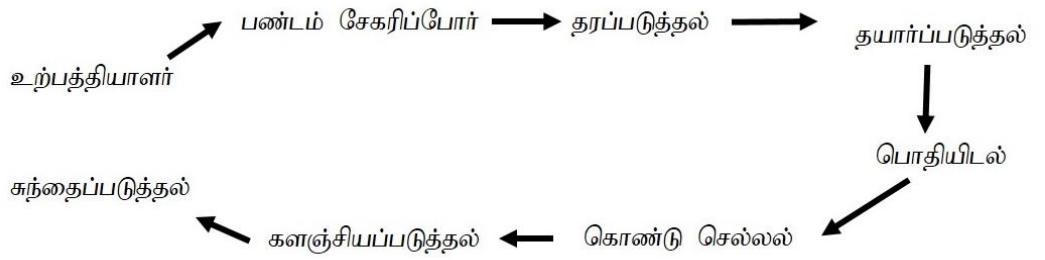 உற்பத்தியாளர்
பண்டம் சேகரிப்போர்
தரப்படுத்தல்
தயார்ப்படுத்தல்
பொதியிடல்
கொண்டு செல்லல்
களஞ்சியப்படுத்தல்
சுந்தைப்படுத்தல்